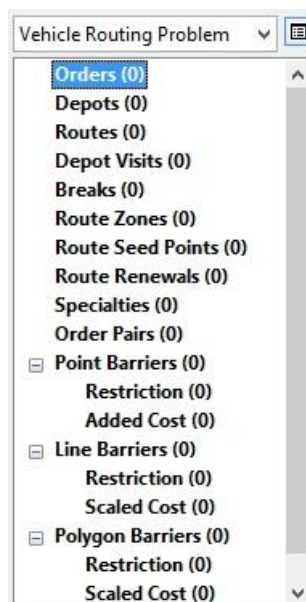 Vehicle Routing Problem
Orders (0)
Depots (0)
Routes (0)
Depot Visits (0)
Breaks (0)
Route Zones (0)
Route Seed Points (0)
Route Renewals (0)
Specialties (0)
Order Pairs (0)
Point Barriers (0)
Restriction (0)
Added Cost (0)
Line Barriers (0)
Restriction (0)
Scaled Cost (0)
Polygon Barriers (0)
Restriction (0)
Scaled Cost (0)